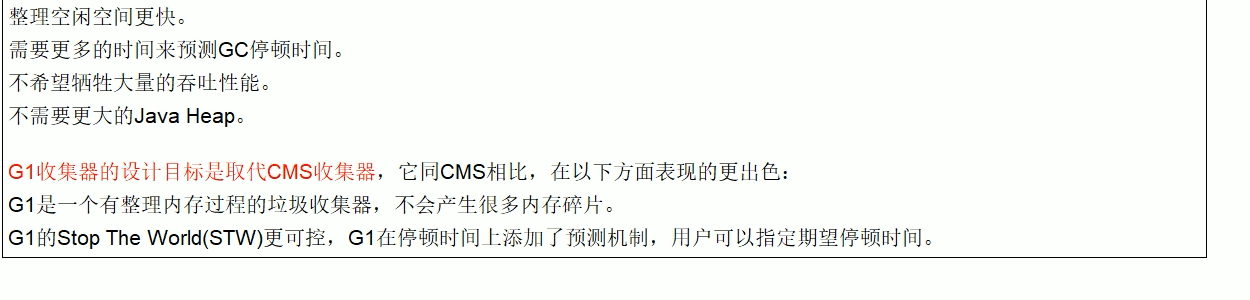 整理空闲空间更快。
需要更多的时间来预测GC停顿时间。
不希望牺牲大量的吞吐性能。
不需要更大的Java Heap。
G1收集器的设计目标是取代CMS收集器，它同CMS相比，在以下方面表现的更出色：
G1是一个有整理内存过程的垃圾收集器，不会产生很多内存碎片。
G1的Stop The World(STW)更可控，G1在停顿时间上添加了预测机制，用户可以指定期望停顿时间。